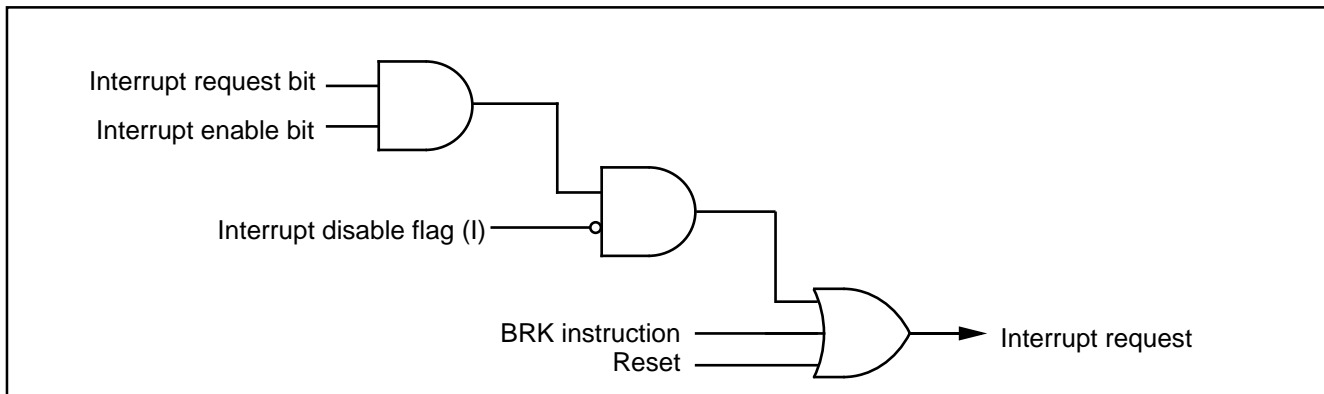 Interrupt request bit
Interrupt enable bit
Interrupt disable flag (I)
BRK instruction
Reset
Interrupt request